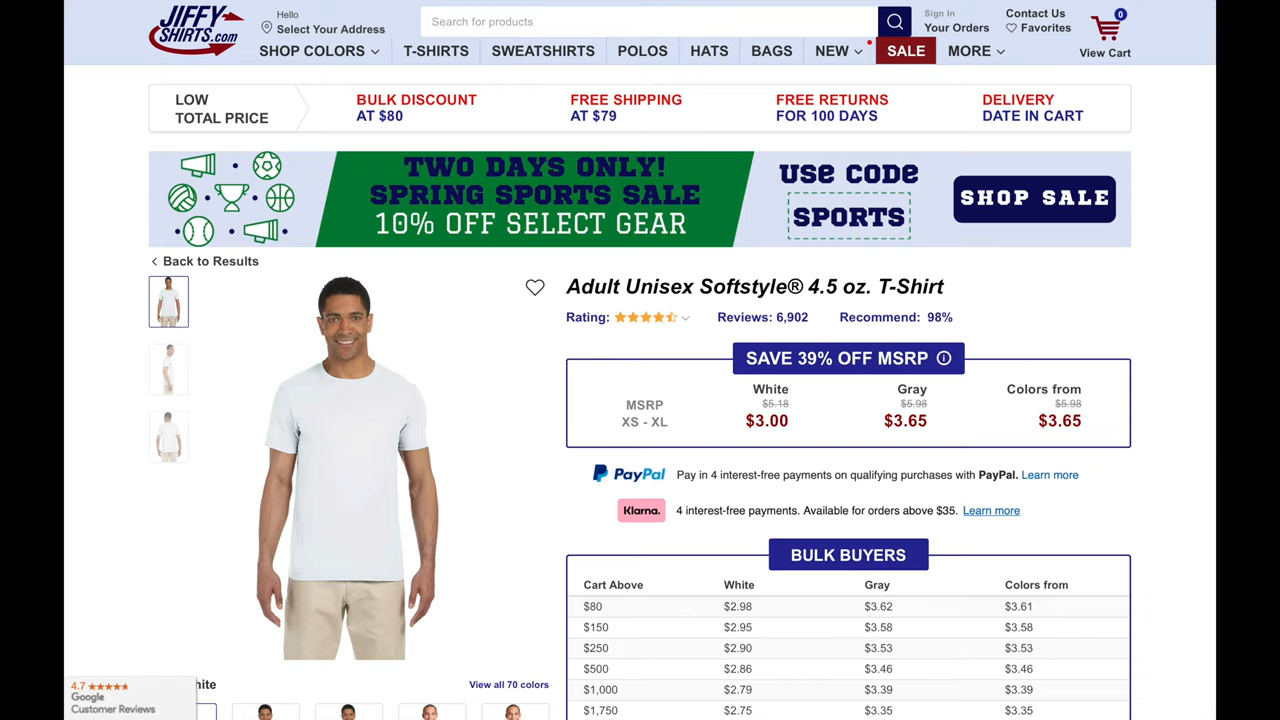 JIFFY
SHIRTS.com
Hello
Select Your Address
Search for products
Sign In
Your Orders
Contact Us
Favorites
0
View Cart
SHOP COLORS
T-SHIRTS
SWEATSHIRTS
POLOS
HATS
BAGS
NEW
SALE
MORE
LOW
TOTAL PRICE
BULK DISCOUNT
AT $80
FREE SHIPPING
AT $79
FREE RETURNS
FOR 100 DAYS
DELIVERY
DATE IN CART
TWO DAYS ONLY!
SPRING SPORTS SALE
10% OFF SELECT GEAR
USE CODE
SPORTS
SHOP SALE
Back to Results
Adult Unisex Softstyle® 4.5 oz. T-Shirt
Rating:
Reviews: 6,902
Recommend: 98%
SAVE 39% OFF MSRP
White Gray Colors from
MSRP $5.18 $5.98 $5.98
XS - XL $3.00 $3.65 $3.65
PayPal Pay in 4 interest-free payments on qualifying purchases with PayPal. Learn more
Klarna. 4 interest-free payments. Available for orders above $35. Learn more
BULK BUYERS
Cart Above White Gray Colors from
$80 $2.98 $3.62 $3.61
$150 $2.95 $3.58 $3.58
$250 $2.90 $3.53 $3.53
$500 $2.86 $3.46 $3.46
$1,000 $2.79 $3.39 $3.39
$1,750 $2.75 $3.35 $3.35
hite
View all 70 colors
4.7
Google
Customer Reviews